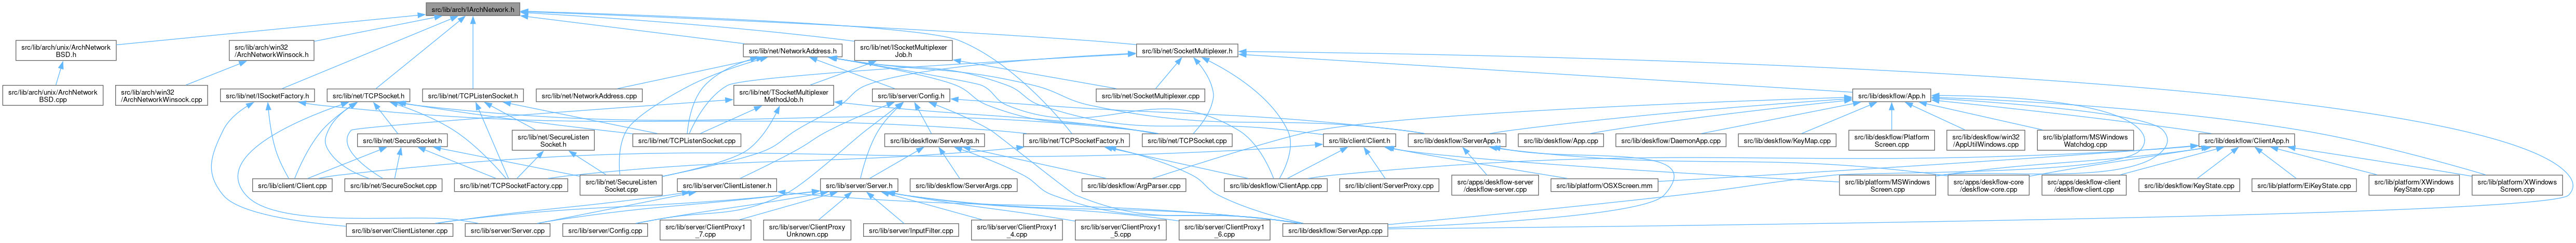 src/lib/arch/IArchNetwork.h
src/lib/arch/unix/ArchNetwork
BSD.h
src/lib/arch/win32
/ArchNetworkWinsock.h
src/lib/net/NetworkAddress.h
src/lib/net/ISocketMultiplexer
Job.h
src/lib/net/SocketMultiplexer.h
src/lib/arch/unix/ArchNetwork
BSD.cpp
src/lib/arch/win32
/ArchNetworkWinsock.cpp
src/lib/net/ISocketFactory.h
src/lib/net/TCPSocket.h
src/lib/net/TCPListenSocket.h
src/lib/net/NetworkAddress.cpp
src/lib/net/TSocketMultiplexer
MethodJob.h
src/lib/server/Config.h
src/lib/net/SocketMultiplexer.cpp
src/lib/deskflow/App.h
src/lib/net/SecureSocket.h
src/lib/net/SecureListen
Socket.h
src/lib/net/TCPListenSocket.cpp
src/lib/deskflow/ServerArgs.h
src/lib/net/TCPSocketFactory.h
src/lib/net/TCPSocket.cpp
src/lib/client/Client.h
src/lib/deskflow/ServerApp.h
src/lib/deskflow/App.cpp
src/lib/deskflow/DaemonApp.cpp
src/lib/deskflow/KeyMap.cpp
src/lib/deskflow/Platform
Screen.cpp
src/lib/deskflow/win32
/AppUtilWindows.cpp
src/lib/platform/MSWindows
Watchdog.cpp
src/lib/deskflow/ClientApp.h
src/lib/client/Client.cpp
src/lib/net/SecureSocket.cpp
src/lib/net/TCPSocketFactory.cpp
src/lib/net/SecureListen
Socket.cpp
src/lib/server/ClientListener.h
src/lib/server/Server.h
src/lib/deskflow/ServerArgs.cpp
src/lib/deskflow/ArgParser.cpp
src/lib/deskflow/ClientApp.cpp
src/lib/client/ServerProxy.cpp
src/apps/deskflow-server
/deskflow-server.cpp
src/lib/platform/OSXScreen.mm
src/lib/platform/MSWindows
Screen.cpp
src/apps/deskflow-core
/deskflow-core.cpp
src/apps/deskflow-client
/deskflow-client.cpp
src/lib/deskflow/KeyState.cpp
src/lib/platform/EiKeyState.cpp
src/lib/platform/XWindows
KeyState.cpp
src/lib/platform/XWindows
Screen.cpp
src/lib/server/ClientListener.cpp
src/lib/server/Server.cpp
src/lib/server/Config.cpp
src/lib/server/ClientProxy1
_7.cpp
src/lib/server/ClientProxy
Unknown.cpp
src/lib/server/InputFilter.cpp
src/lib/server/ClientProxy1
_4.cpp
src/lib/server/ClientProxy1
_5.cpp
src/lib/server/ClientProxy1
_6.cpp
src/lib/deskflow/ServerApp.cpp